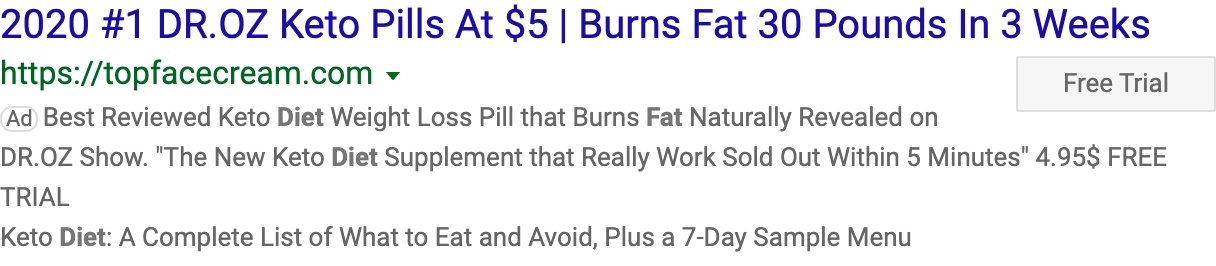 2020 #1 DR.OZ Keto Pills At $5 | Burns Fat 30 Pounds In 3 Weeks
https://topfacecream.com
Free Trial
Ad Best Reviewed Keto Diet Weight Loss Pill that Burns Fat Naturally Revealed on
DR.OZ Show. "The New Keto Diet Supplement that Really Work Sold Out Within 5 Minutes" 4.95$ FREE
TRIAL
Keto Diet: A Complete List of What to Eat and Avoid, Plus a 7-Day Sample Menu